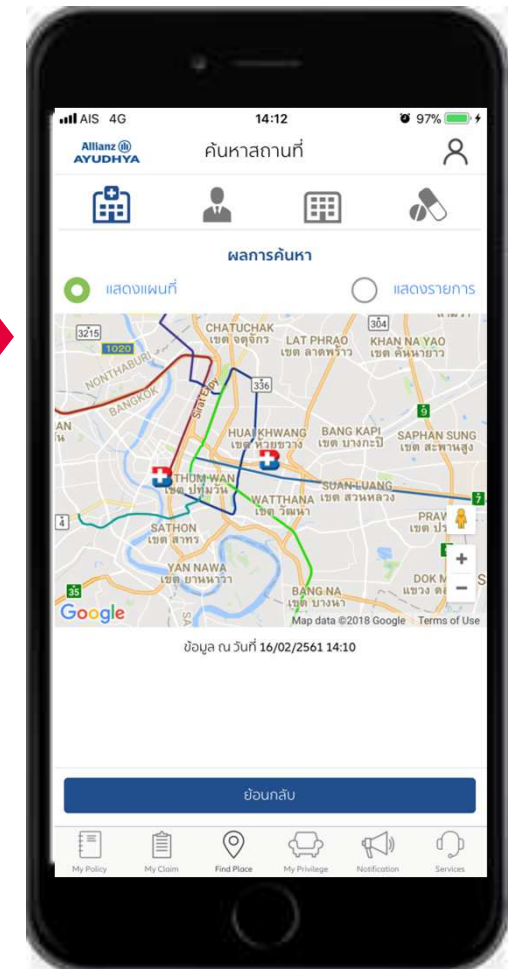 AIS 4G 14:12 97%
Allianz
AYUDHYA
ค้นหาสถานที่
ผลการค้นหา
แสดงแผนที่ แสดงรายการ
3215
304
CHATUCHAK
เขต จตุจักร
LAT PHRAO
เขต ลาดพร้าว
KHAN NA YAO
เขต คันนายาว
1020
NONTHABURI
BANGKOK
Sirat Expy
336
9
HUAI KHWANG
เขต ห้วยขวาง
BANG KAPI
เขต บางกะปิ
SAPHAN SUNG
เขต สะพานสูง
THUM WAN
เขต ปทุมวัน
SUAN LUANG
เขต สวนหลวง
WATTHANA
เขต วัฒนา
7
4
SATHON
เขต สาทร
PRAW
YAN NAWA
เขต ยานนาวา
+
DOK M
−
35
BANG NA
เขต บางนา
Google
Map data ©2018 Google Terms of Use
ข้อมูล ณ วันที่ 16/02/2561 14:10
ย้อนกลับ
My Policy My Claim Find Place My Privilege Notification Services